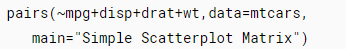 pairs(~mpg+disp+drat+wt,data=mtcars,
main="Simple Scatterplot Matrix")